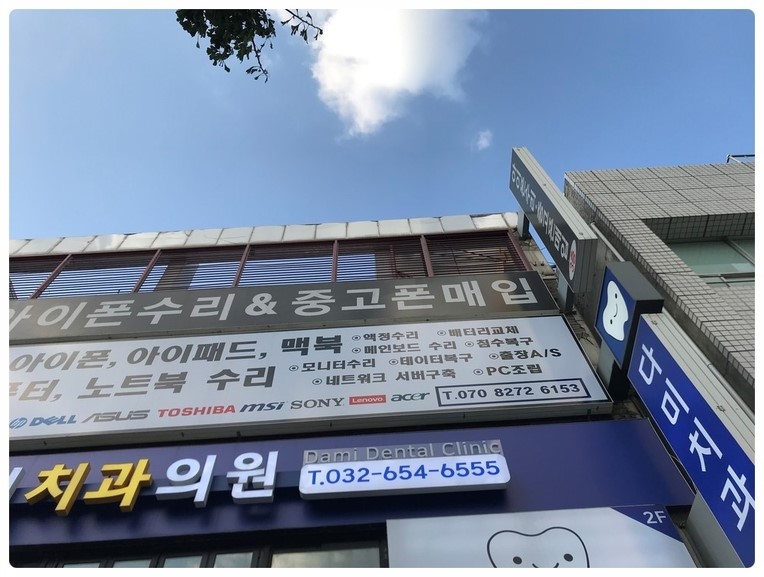 아이폰수리&중고폰매입
아이폰, 아이패드, 맥북
노트북 수리
◎액정수리 ◎배터리교체
◎메인보드 수리 ◎침수복구
◎모니터수리 ◎데이터복구 ◎출장A/S
◎네트워크 서버구축 ◎PC조립
hp DELL ASUS TOSHIBA msi SONY Lenovo acer
T.070 8272 6153
치과의원
Dami Dental Clinic
T.032-654-6555
다미치과
2F